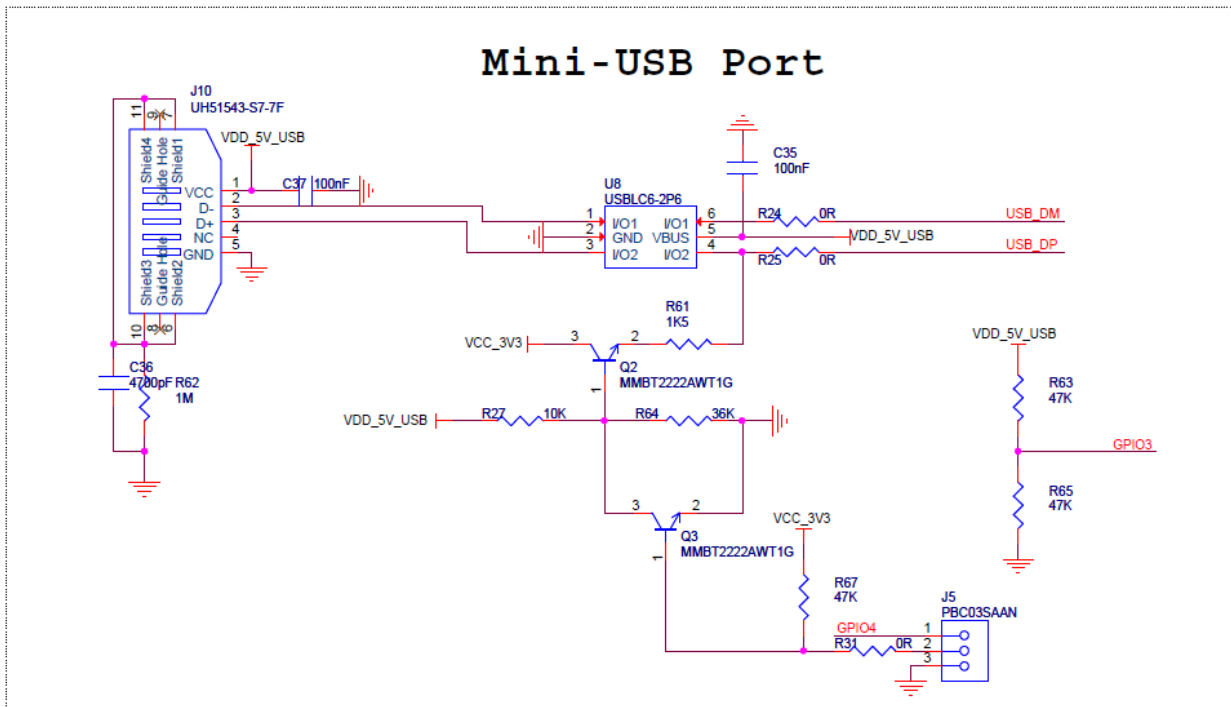 Mini-USB Port
J10
UH51543-S7-7F
11
9
7
Shield4
Guide Hole
Shield1
VCC
D-
D+
NC
GND
1
2
3
4
5
Shield3
Guide Hole
Shield2
10
8
6
VDD_5V_USB
C37 100nF
C35
100nF
U8
USBLC6-2P6
1
2
3
I/O1
GND
I/O2
I/O1
VBUS
I/O2
6
5
4
R24 0R
USB_DM
VDD_5V_USB
USB_DP
R25 0R
R61
1K5
VCC_3V3
3
2
Q2
1
MMBT2222AWT1G
C36
4700pF
R62
1M
VDD_5V_USB
R27 10K
R64 36K
VDD_5V_USB
R63
47K
GPIO3
R65
47K
3
2
Q3
MMBT2222AWT1G
1
VCC_3V3
R67
47K
J5
PBC03SAAN
GPIO4
R31 0R
1
2
3